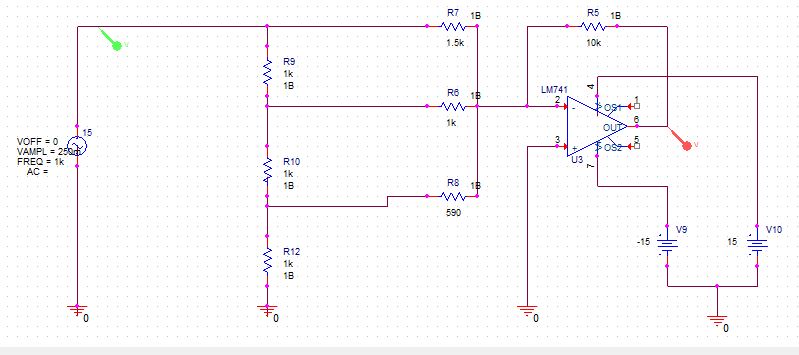 R7
1B
1.5k
R5
1B
10k
R9
1k
1B
R6
1B
1k
LM741
4
2
-
OS1
1
OUT
6
OS2
5
3
+
U3
7
15
VOFF = 0
VAMPL = 250m
FREQ = 1k
AC =
R10
1k
1B
R8
1B
590
R12
1k
1B
V9
-15
V10
15
0
0
0
0
V
V